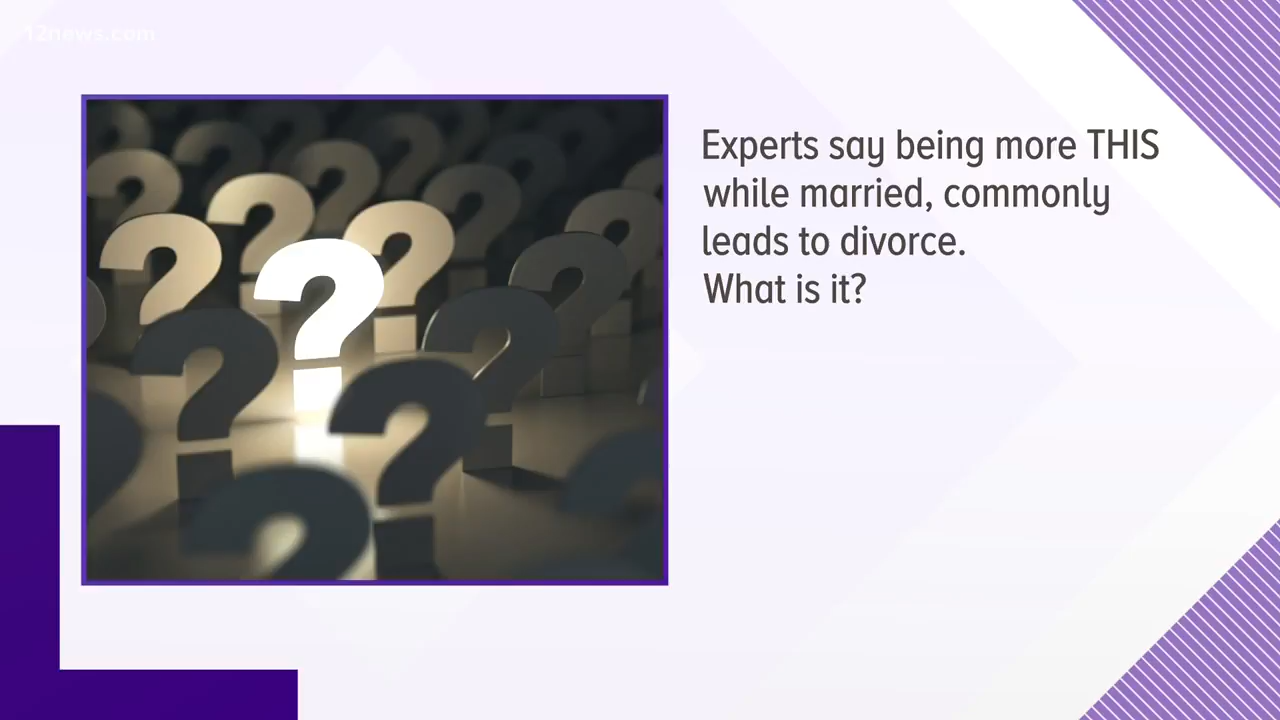 12news.com
Experts say being more THIS
while married, commonly
leads to divorce.
What is it?